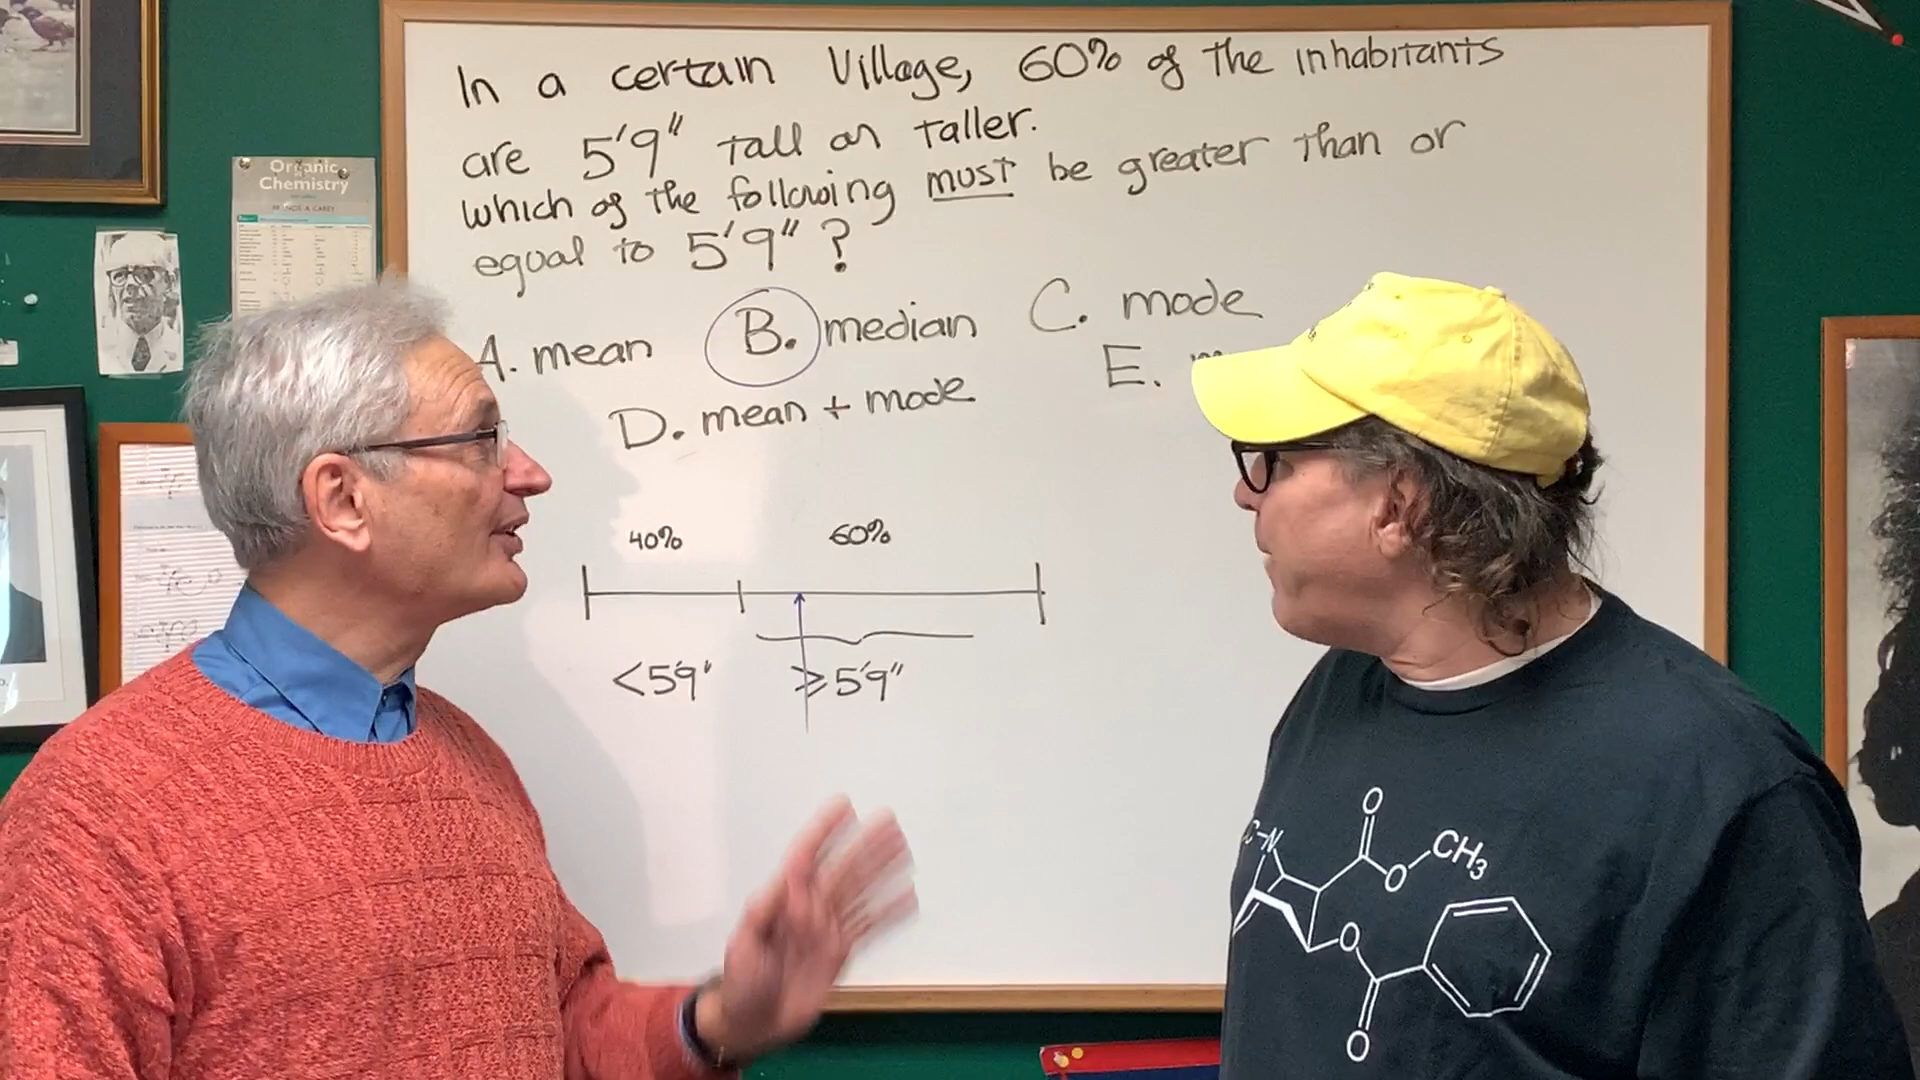 In a certain Village, 60% of the inhabitants
are 5'9" tall or taller.
which of the following must be greater than or
equal to 5'9"?
A. mean B. median C. mode
D. mean + mode E.
40% 60%
<5'9" ≥5'9"
Organic
Chemistry
C-N
O
CH3
O
O
O